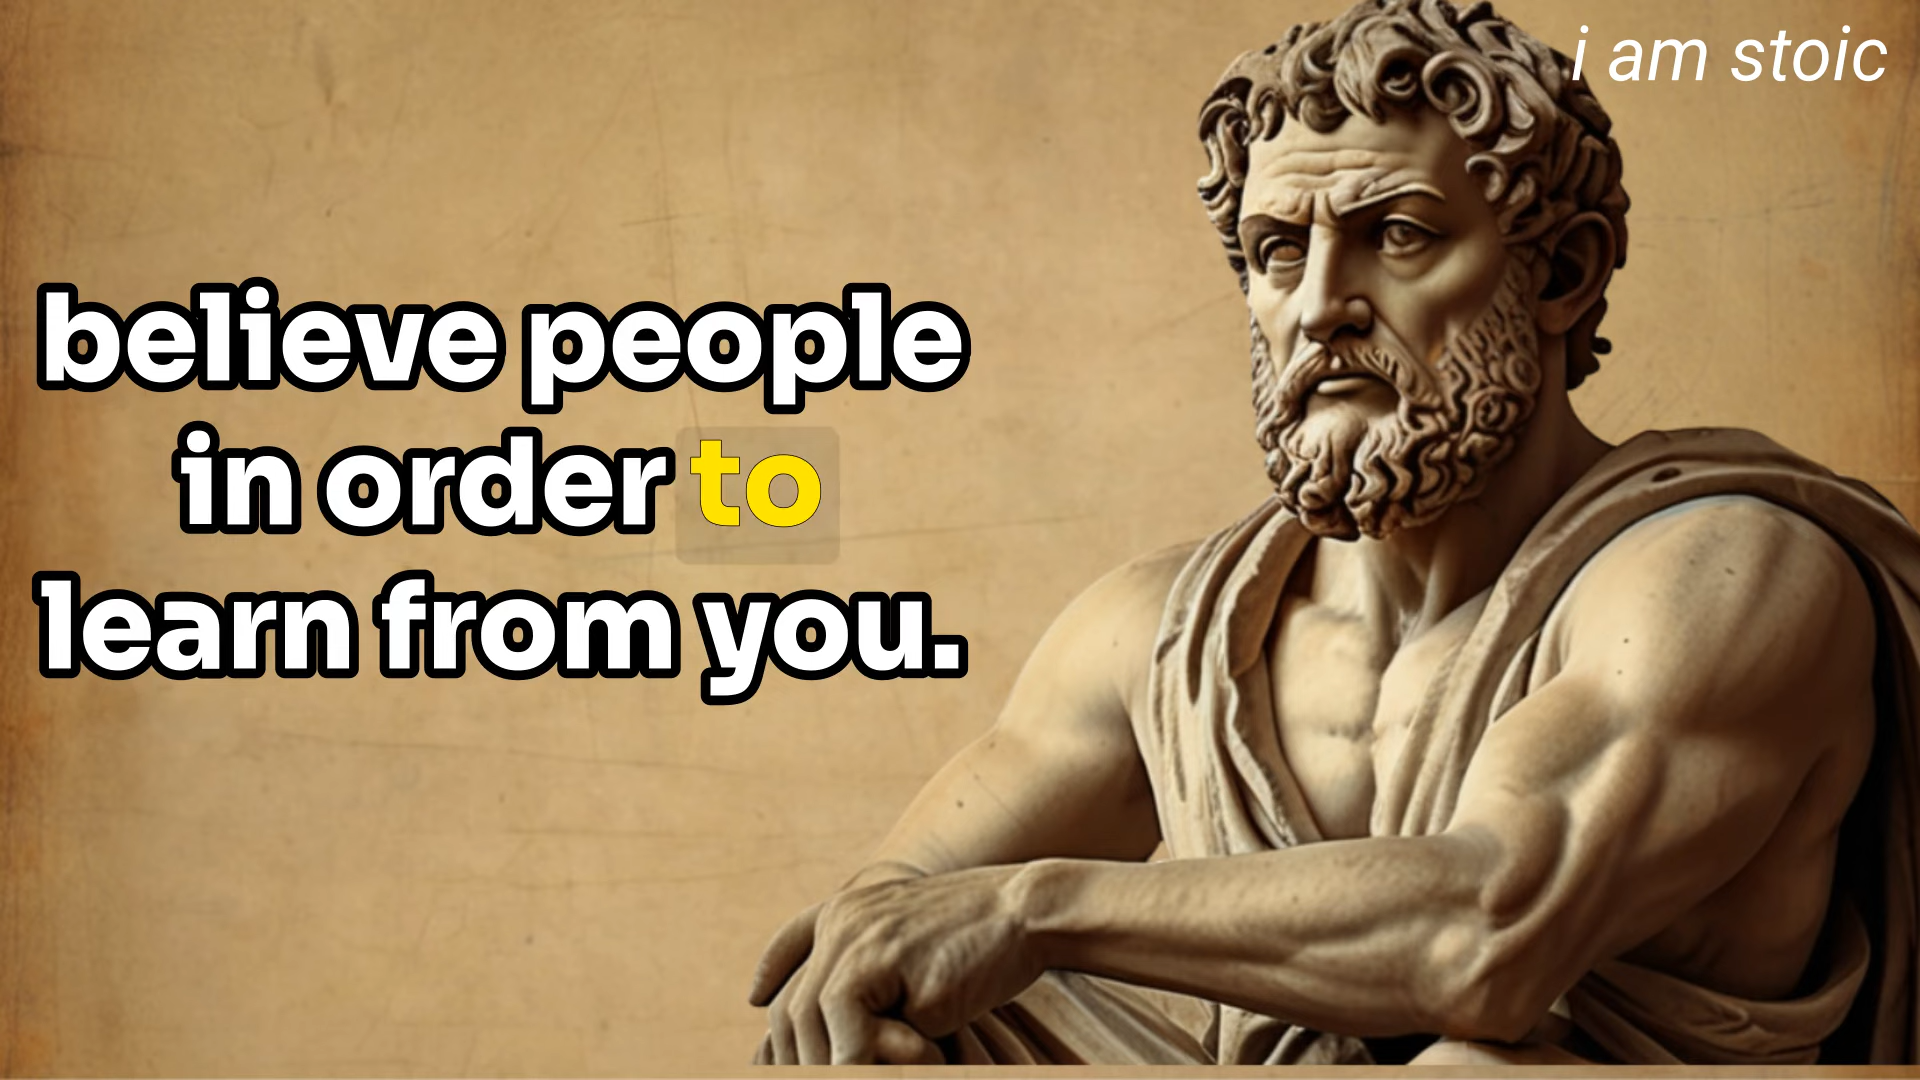 i am stoic
believe people
in order to
learn from you.